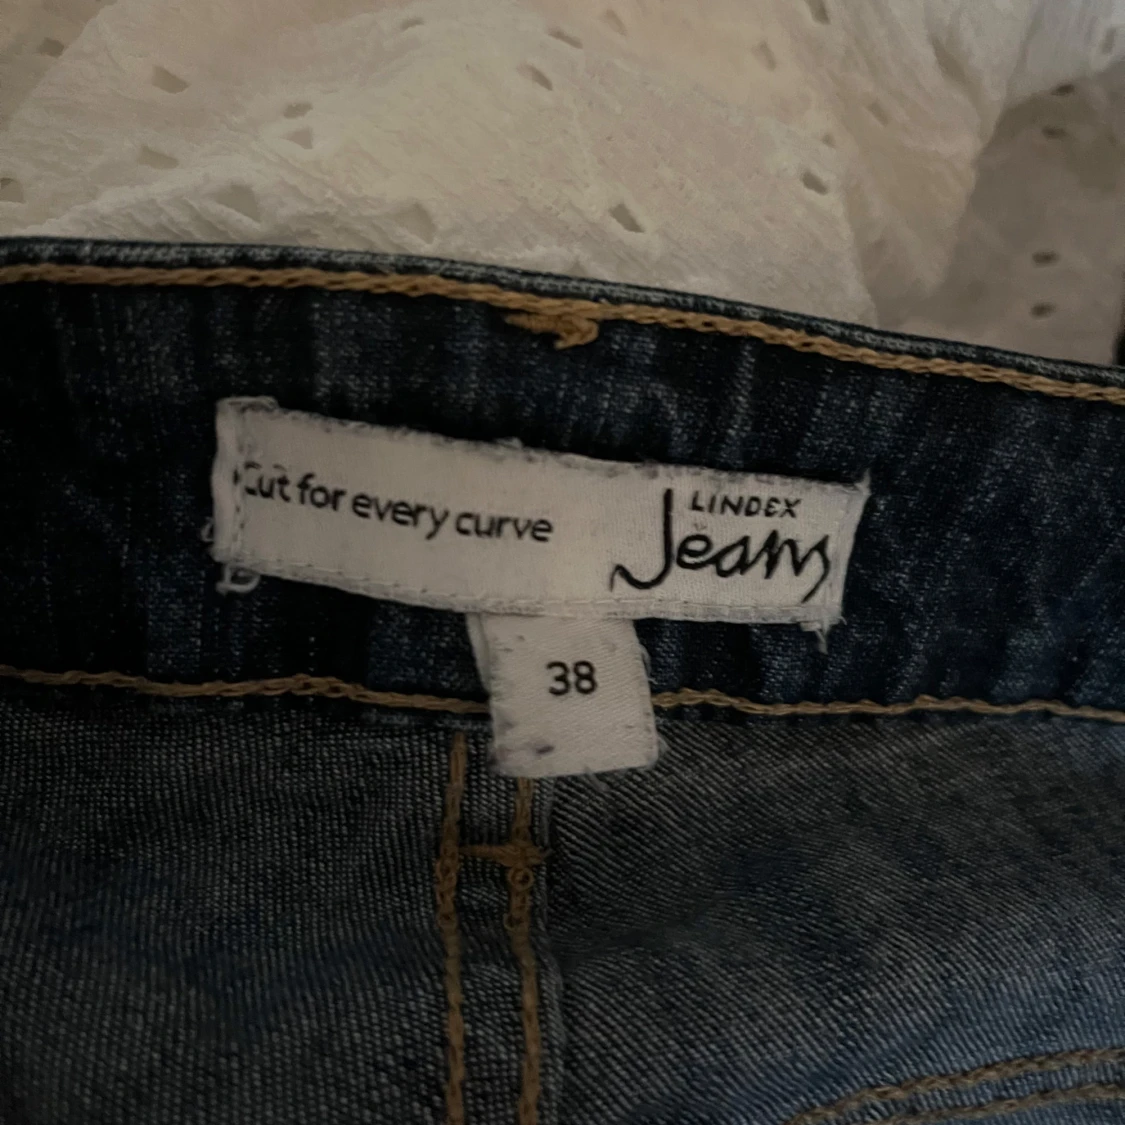 Cut for every curve
LINDEX
Jeans
38